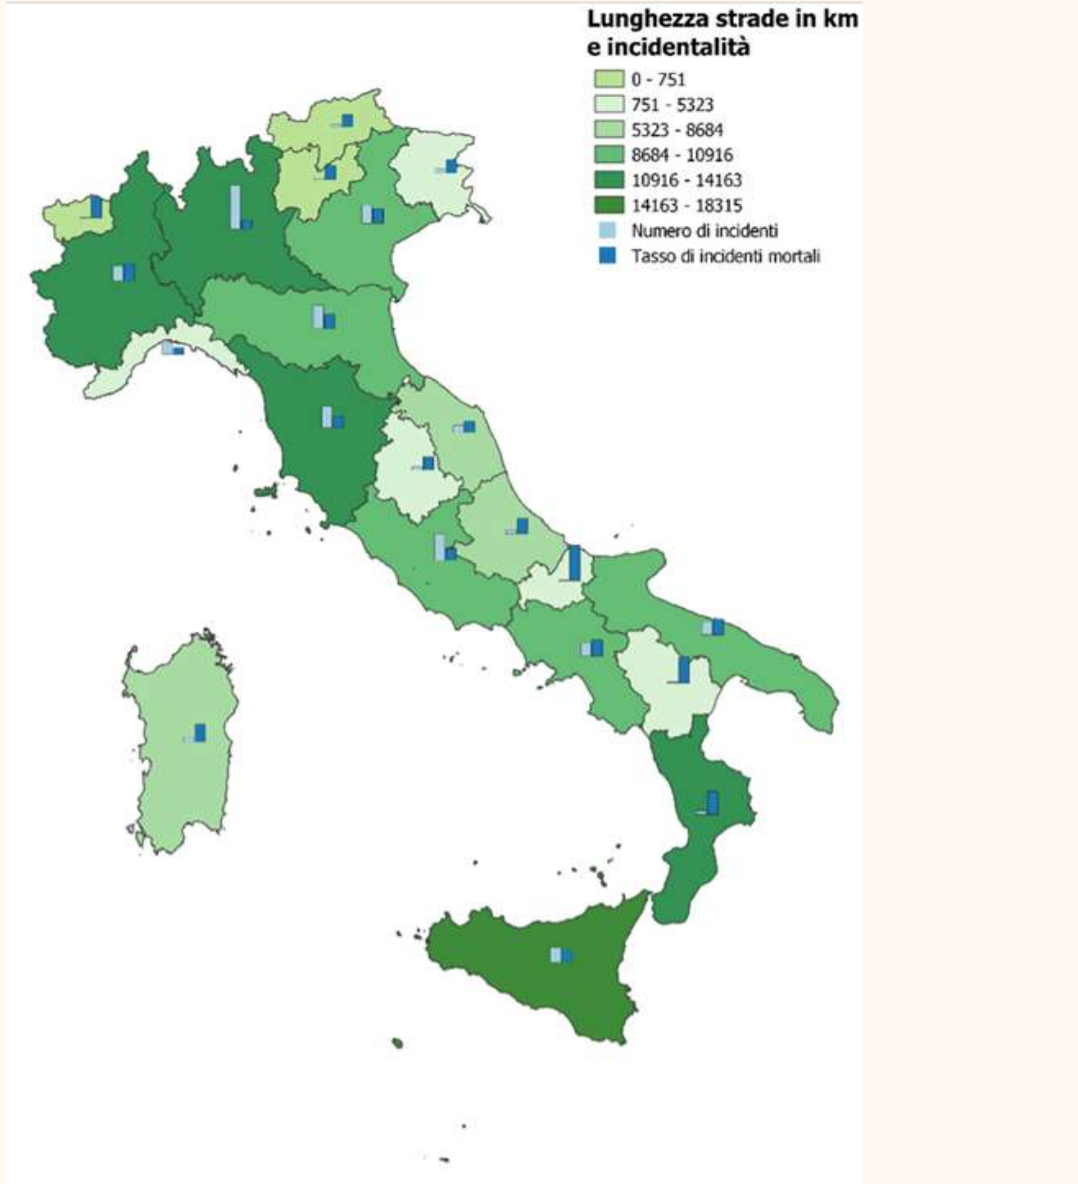 Lunghezza strade in km
e incidentalità
0 - 751
751 - 5323
5323 - 8684
8684 - 10916
10916 - 14163
14163 - 18315
Numero di incidenti
Tasso di incidenti mortali